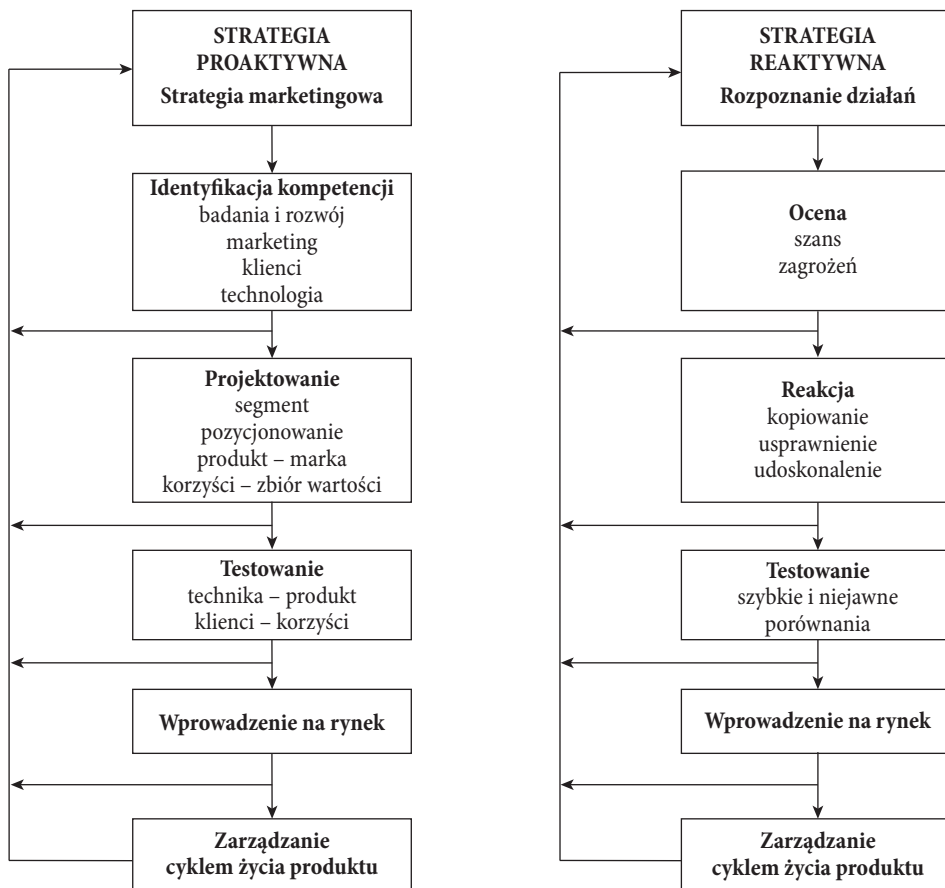 STRATEGIA
PROAKTYWNA
Strategia marketingowa
Identyfikacja kompetencji
badania i rozwój
marketing
klienci
technologia
Projektowanie
segment
pozycjonowanie
produkt – marka
korzyści – zbiór wartości
Testowanie
technika – produkt
klienci – korzyści
Wprowadzenie na rynek
Zarządzanie
cyklem życia produktu
STRATEGIA
REAKTYWNA
Rozpoznanie działań
Ocena
szans
zagrożeń
Reakcja
kopiowanie
usprawnienie
udoskonalenie
Testowanie
szybkie i niejawne
porównania
Wprowadzenie na rynek
Zarządzanie
cyklem życia produktu